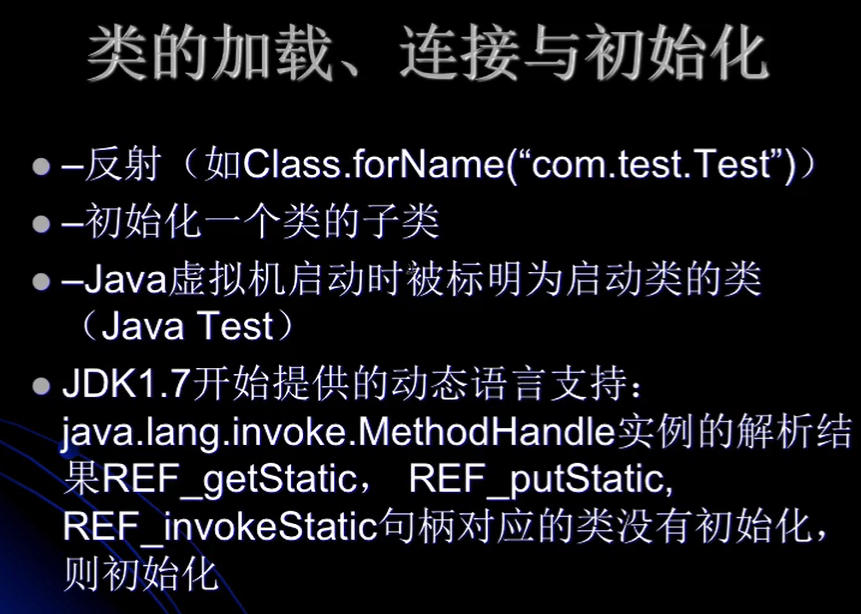 类的加载、连接与初始化
–反射（如Class.forName(“com.test.Test”)）
–初始化一个类的子类
–Java虚拟机启动时被标明为启动类的类
（Java Test）
JDK1.7开始提供的动态语言支持：
java.lang.invoke.MethodHandle实例的解析结
果REF_getStatic， REF_putStatic,
REF_invokeStatic句柄对应的类没有初始化，
则初始化